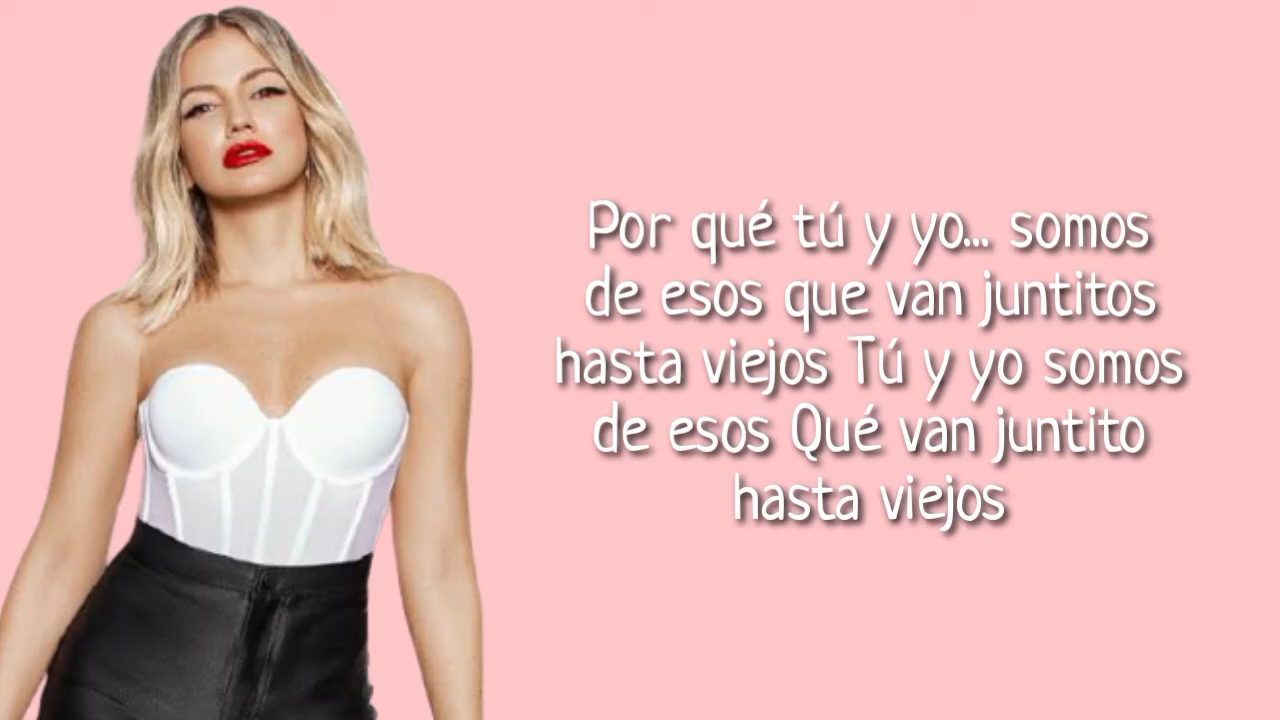 Por qué tú y yo... somos
de esos que van juntitos
hasta viejos Tú y yo somos
de esos Qué van juntito
hasta viejos